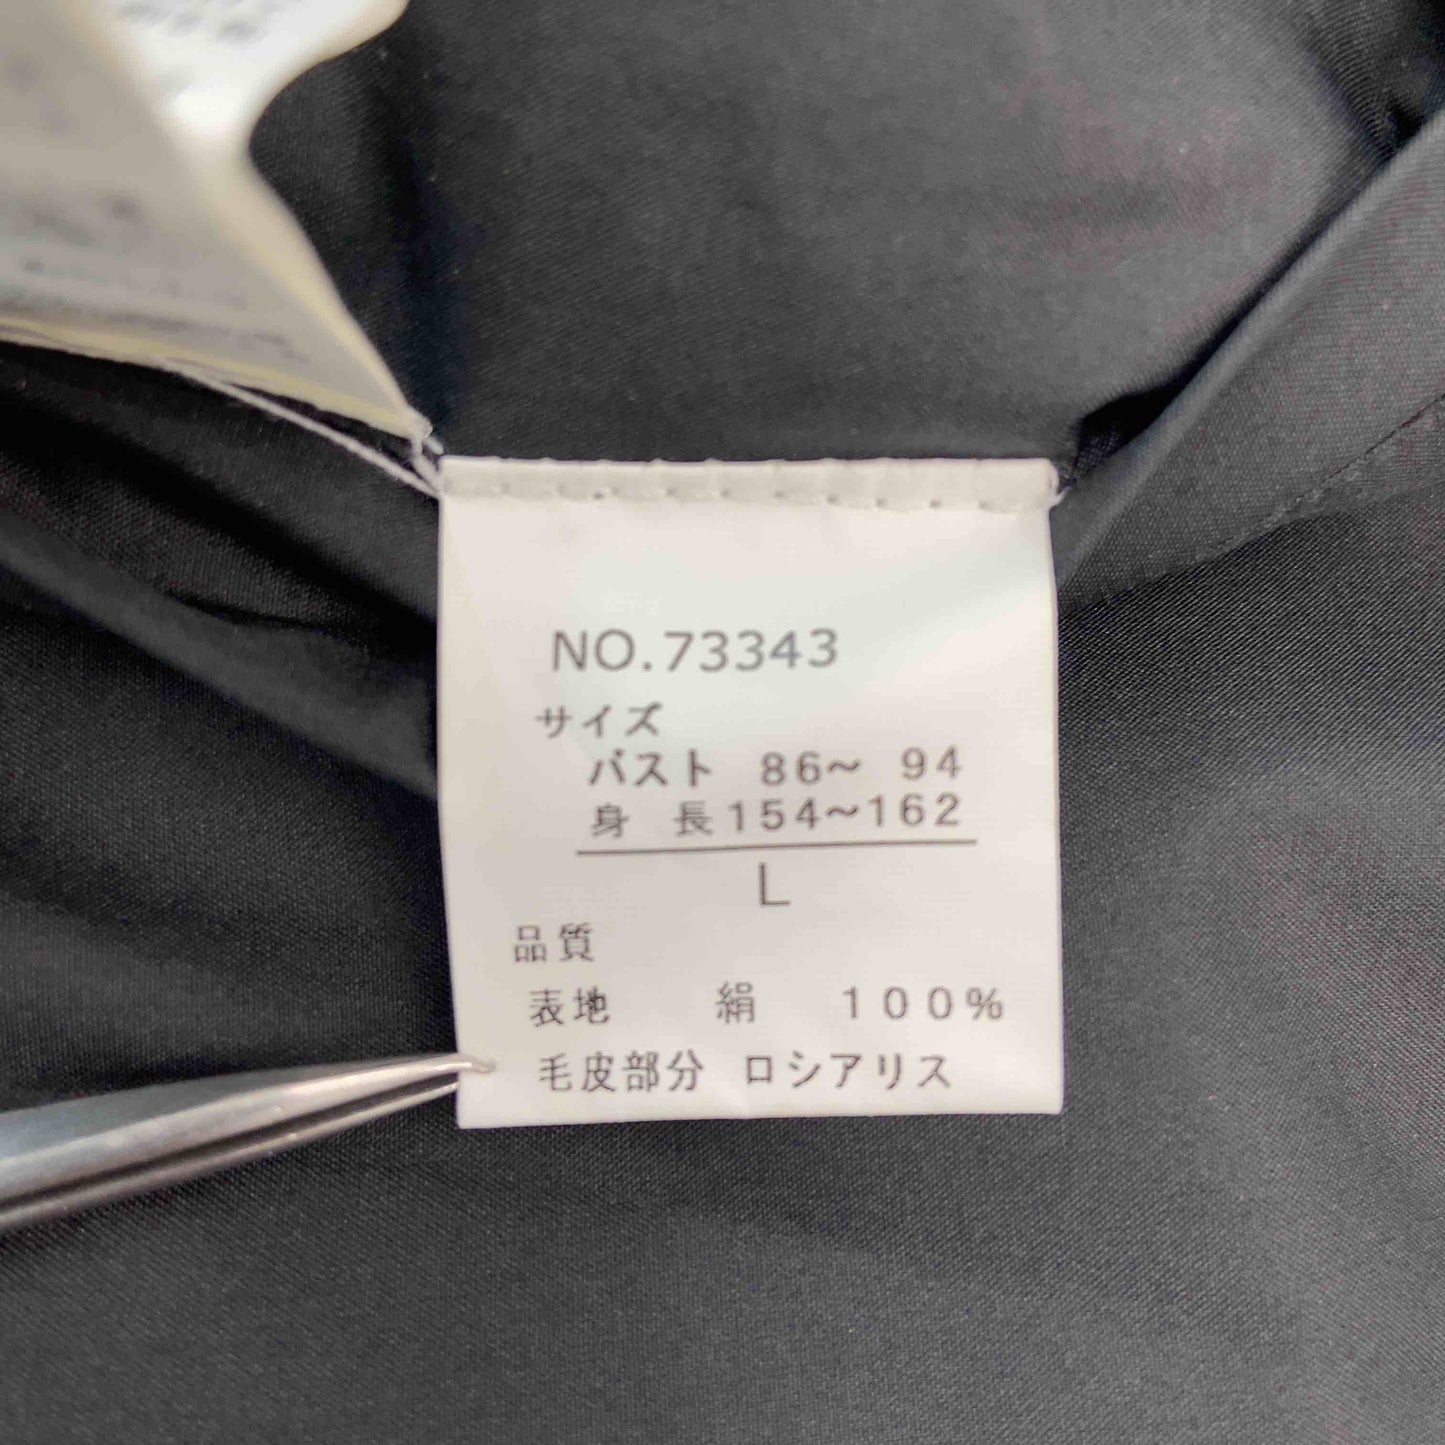 NO.73343
サイズ
バスト 86～ 94
身 長154～162
L
品質
表地 絹 100%
毛皮部分 ロシアリス